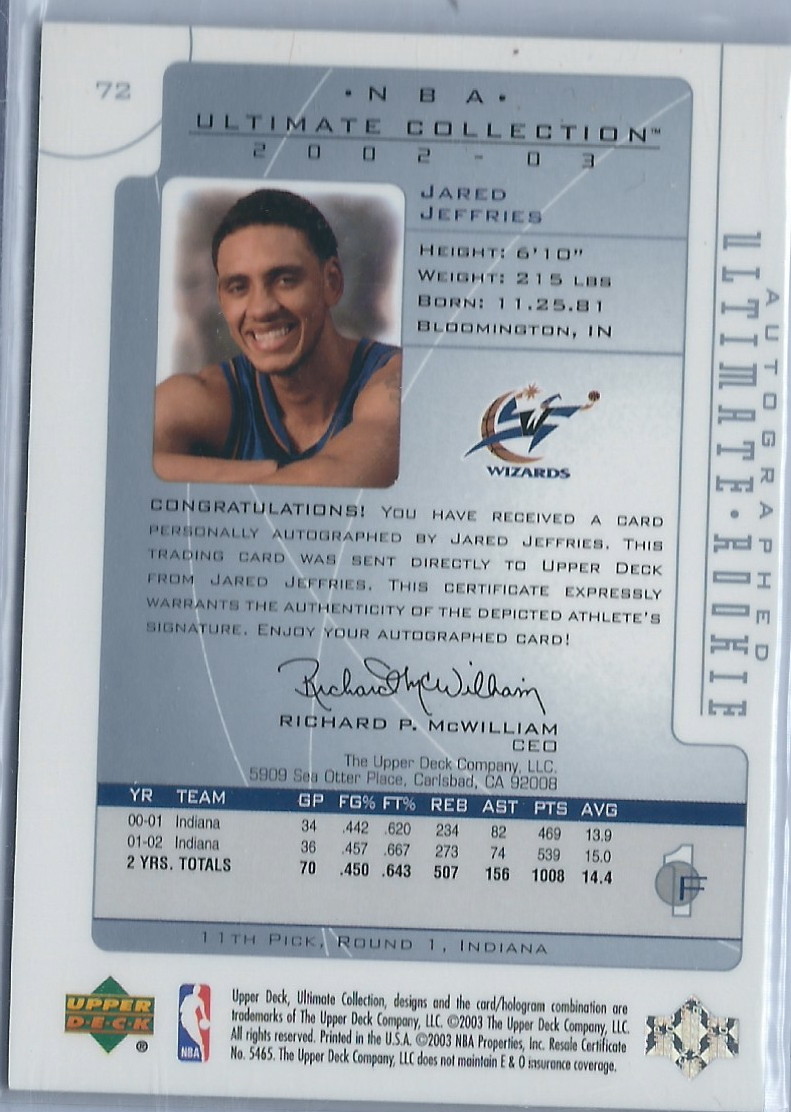 72
• N B A •
ULTIMATE COLLECTION™
2 0 0 2 - 0 3
JARED
JEFFRIES
HEIGHT: 6'10"
WEIGHT: 215 LBS
BORN: 11.25.81
BLOOMINGTON, IN
WIZARDS
AUTOGRAPHED
ULTIMATE • ROOKIE
CONGRATULATIONS! YOU HAVE RECEIVED A CARD
PERSONALLY AUTOGRAPHED BY JARED JEFFRIES. THIS
TRADING CARD WAS SENT DIRECTLY TO UPPER DECK
FROM JARED JEFFRIES. THIS CERTIFICATE EXPRESSLY
WARRANTS THE AUTHENTICITY OF THE DEPICTED ATHLETE'S
SIGNATURE. ENJOY YOUR AUTOGRAPHED CARD!
Richard McWilliam
RICHARD P. MCWILLIAM
CEO
The Upper Deck Company, LLC.
5909 Sea Otter Place, Carlsbad, CA 92008
YR TEAM GP FG% FT% REB AST PTS AVG
00-01 Indiana 34 .442 .620 234 82 469 13.9
01-02 Indiana 36 .457 .667 273 74 539 15.0
2 YRS. TOTALS 70 .450 .643 507 156 1008 14.4
1 F
11TH PICK, ROUND 1, INDIANA
UPPER
D•E•C•K
®
NBA
Upper Deck, Ultimate Collection, designs and the card/hologram combination are
trademarks of The Upper Deck Company, LLC. ©2003 The Upper Deck Company, LLC.
All rights reserved. Printed in the U.S.A. ©2003 NBA Properties, Inc. Resale Certificate
No. 5465. The Upper Deck Company, LLC does not maintain E & O insurance coverage.